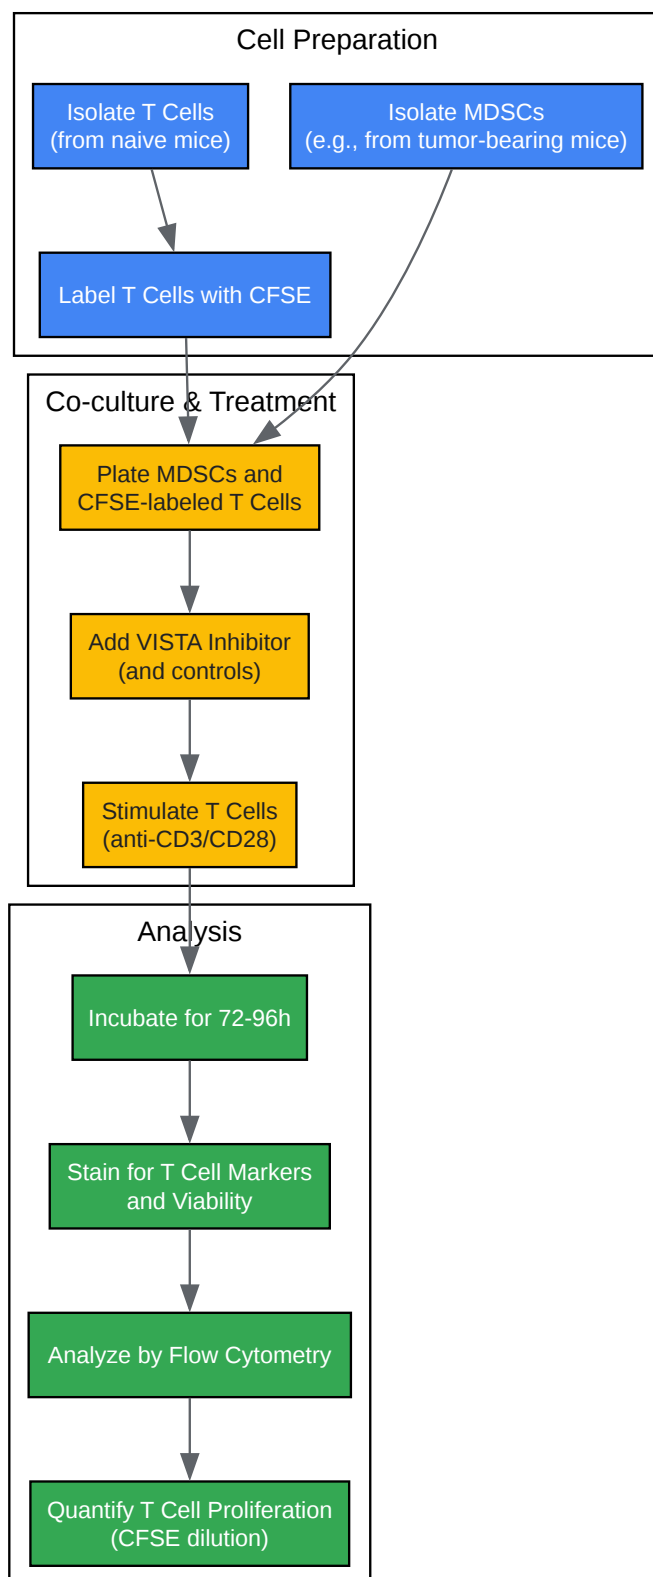 Cell Preparation
Isolate T Cells
(from naive mice)
Isolate MDSCs
(e.g., from tumor-bearing mice)
Label T Cells with CFSE
Co-culture & Treatment
Plate MDSCs and
CFSE-labeled T Cells
Add VISTA Inhibitor
(and controls)
Stimulate T Cells
(anti-CD3/CD28)
Analysis
Incubate for 72-96h
Stain for T Cell Markers
and Viability
Analyze by Flow Cytometry
Quantify T Cell Proliferation
(CFSE dilution)